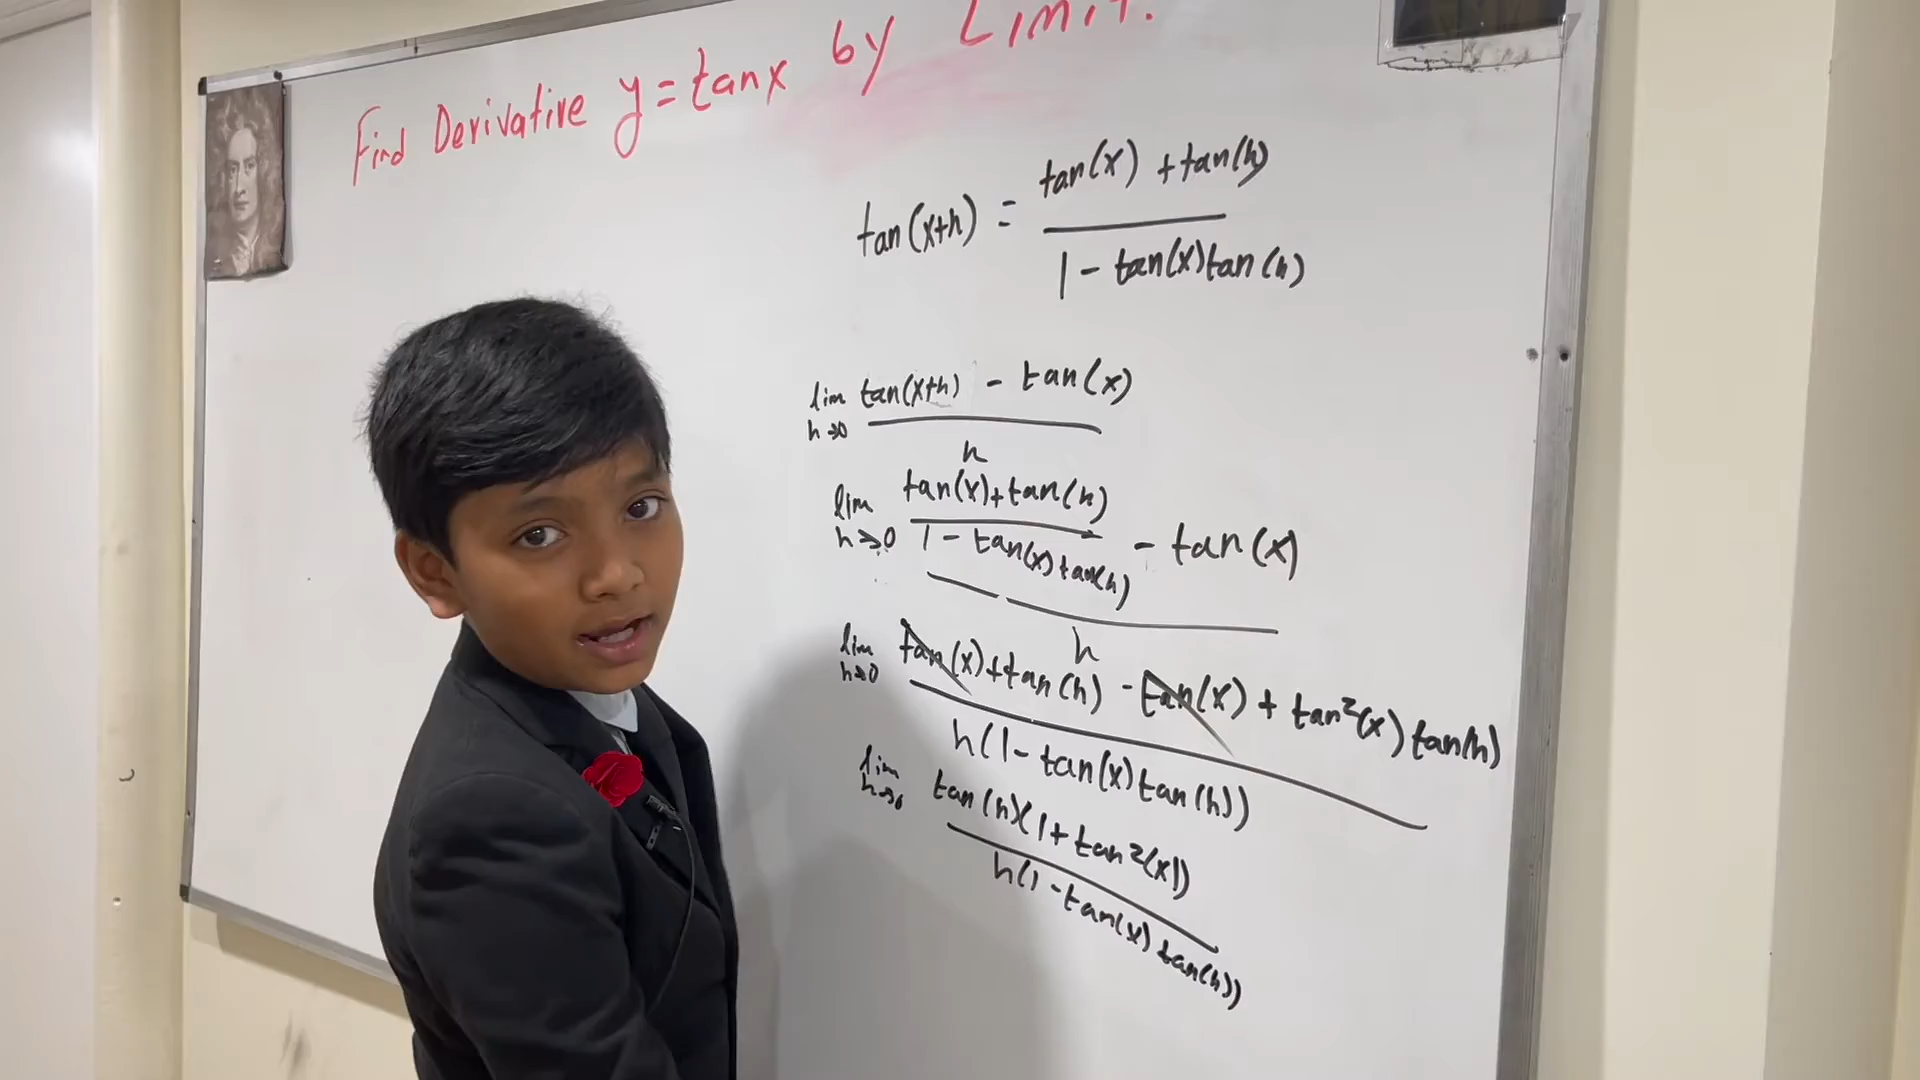 Find Derivative y=tanx by Limit.
tan(x) + tan(h)
tan(x+h) =
1 - tan(x)tan(h)
lim tan(x+h) - tan(x)
h→0
h
lim tan(x)+tan(h)
h→0 1 - tan(x)tan(h) - tan(x)
h
lim tan(x)+tan(h) - tan(x) + tan²(x)tan(h)
h→0
h(1-tan(x)tan(h))
lim tan(h)(1+tan²(x))
h→0
h(1-tan(x)tan(h))